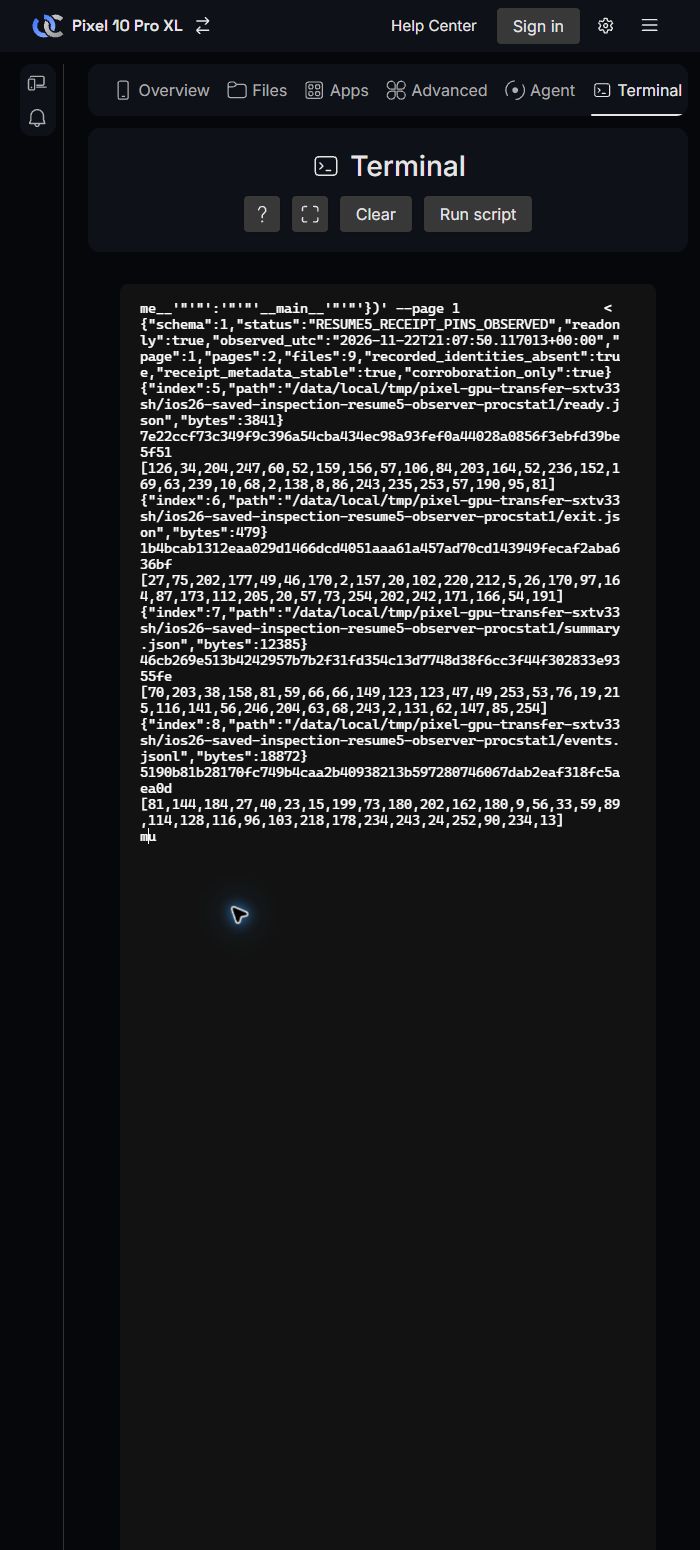 Pixel 10 Pro XL
Help Center
Sign in
Overview
Files
Apps
Advanced
Agent
Terminal
Terminal
?
Clear
Run script
me__'"'"':'"'"'__main__'"'"'})' --page 1 <
{"schema":1,"status":"RESUME5_RECEIPT_PINS_OBSERVED","readon
ly":true,"observed_utc":"2026-11-22T21:07:50.117013+00:00","
page":1,"pages":2,"files":9,"recorded_identities_absent":tru
e,"receipt_metadata_stable":true,"corroboration_only":true}
{"index":5,"path":"/data/local/tmp/pixel-gpu-transfer-sxtv33
sh/ios26-saved-inspection-resume5-observer-procstat1/ready.j
son","bytes":3841}
7e22ccf73c349f9c396a54cba434ec98a93fef0a44028a0856f3ebfd39be
5f51
[126,34,204,247,60,52,159,156,57,106,84,203,164,52,236,152,1
69,63,239,10,68,2,138,8,86,243,235,253,57,190,95,81]
{"index":6,"path":"/data/local/tmp/pixel-gpu-transfer-sxtv33
sh/ios26-saved-inspection-resume5-observer-procstat1/exit.js
on","bytes":479}
1b4bcab1312eaa029d1466dcd4051aaa61a457ad70cd143949fecaf2aba6
36bf
[27,75,202,177,49,46,170,2,157,20,102,220,212,5,26,170,97,16
4,87,173,112,205,20,57,73,254,202,242,171,166,54,191]
{"index":7,"path":"/data/local/tmp/pixel-gpu-transfer-sxtv33
sh/ios26-saved-inspection-resume5-observer-procstat1/summary
.json","bytes":12385}
46cb269e513b4242957b7b2f31fd354c13d7748d38f6cc3f44f302833e93
55fe
[70,203,38,158,81,59,66,66,149,123,123,47,49,253,53,76,19,21
5,116,141,56,246,204,63,68,243,2,131,62,147,85,254]
{"index":8,"path":"/data/local/tmp/pixel-gpu-transfer-sxtv33
sh/ios26-saved-inspection-resume5-observer-procstat1/events.
jsonl","bytes":18872}
5190b81b28170fc749b4caa2b40938213b597280746067dab2eaf318fc5a
ea0d
[81,144,184,27,40,23,15,199,73,180,202,162,180,9,56,33,59,89
,114,128,116,96,103,218,178,234,243,24,252,90,234,13]
mu